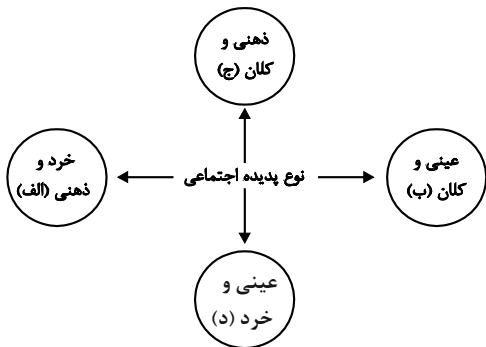 ذهنی و
کلان (ج)
عینی و
کلان (ب)
نوع پدیده اجتماعی
خرد و
ذهنی (الف)
عینی و
خرد (د)